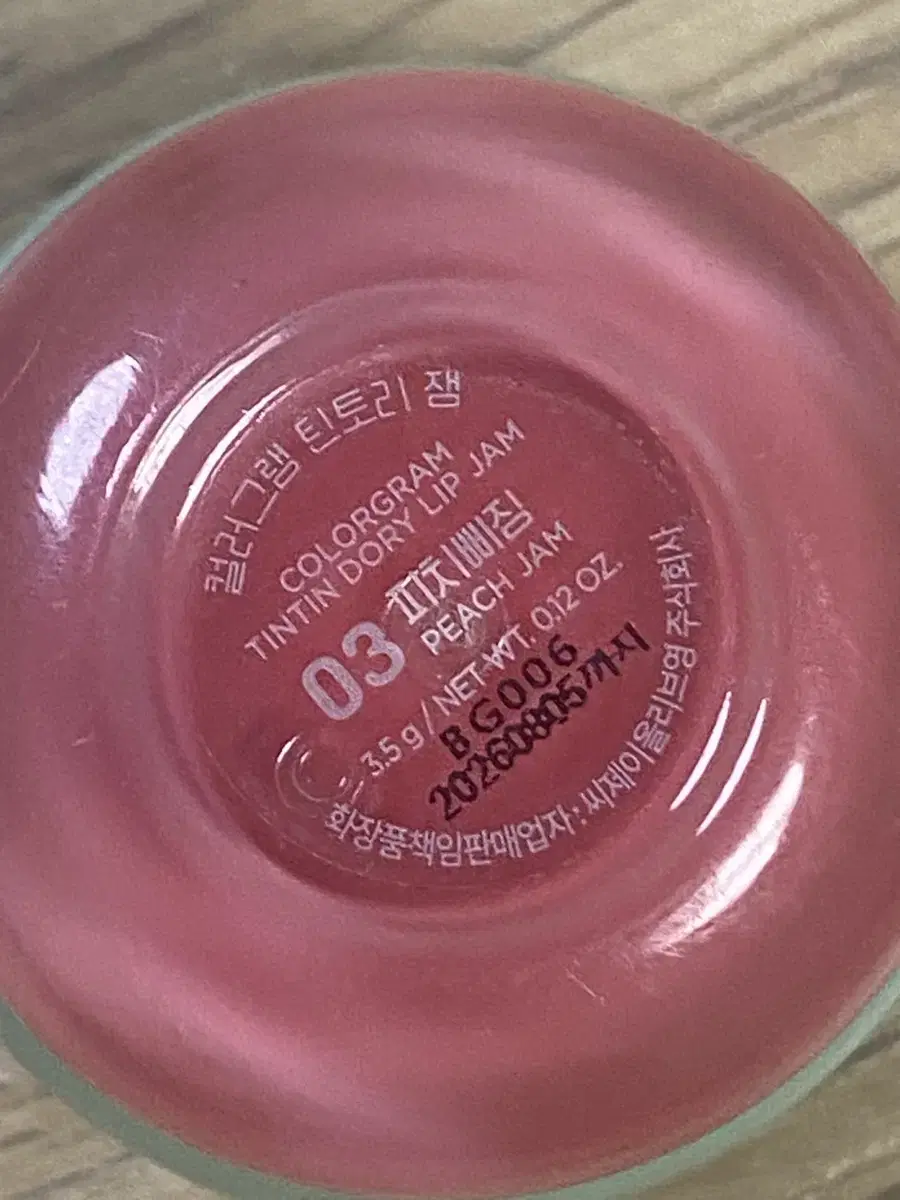 컬러그램 틴토리 잼
COLORGRAM
TINTIN DORY LIP JAM
03 피치삐짐
PEACH JAM
3.5 g / NET.WT. 0.12 OZ.
BG006
20260805까지
화장품책임판매업자 : 씨제이올리브영 주식회사